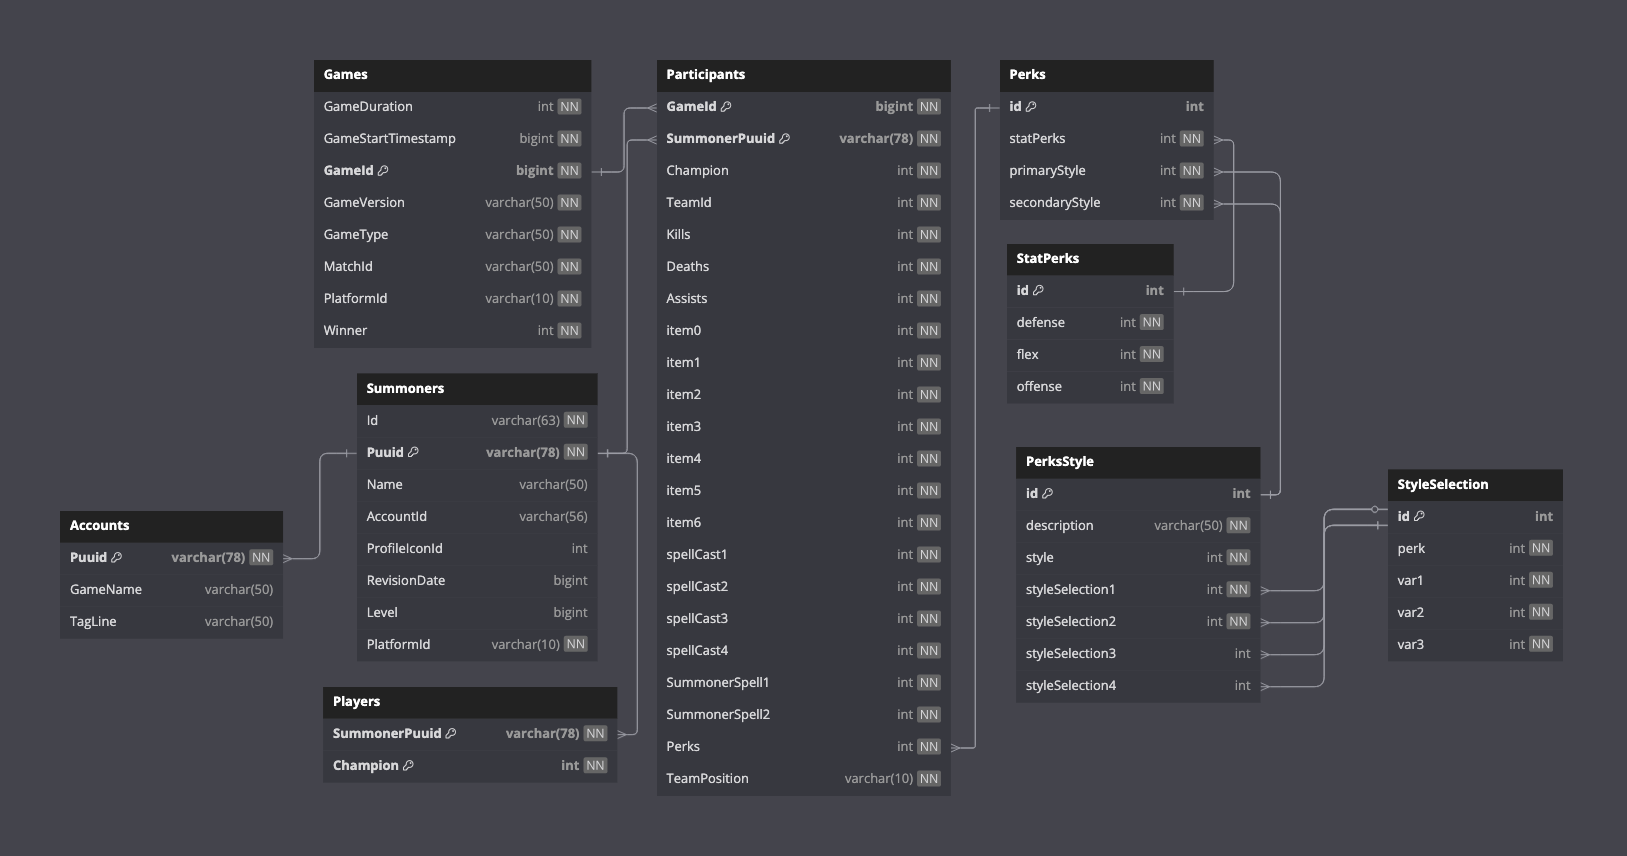 Games
GameDuration int NN
GameStartTimestamp bigint NN
GameId bigint NN
GameVersion varchar(50) NN
GameType varchar(50) NN
MatchId varchar(50) NN
PlatformId varchar(10) NN
Winner int NN
Summoners
Id varchar(63) NN
Puuid varchar(78) NN
Name varchar(50)
AccountId varchar(56)
ProfileIconId int
RevisionDate bigint
Level bigint
PlatformId varchar(10) NN
Accounts
Puuid varchar(78) NN
GameName varchar(50)
TagLine varchar(50)
Players
SummonerPuuid varchar(78) NN
Champion int NN
Participants
GameId bigint NN
SummonerPuuid varchar(78) NN
Champion int NN
TeamId int NN
Kills int NN
Deaths int NN
Assists int NN
item0 int NN
item1 int NN
item2 int NN
item3 int NN
item4 int NN
item5 int NN
item6 int NN
spellCast1 int NN
spellCast2 int NN
spellCast3 int NN
spellCast4 int NN
SummonerSpell1 int NN
SummonerSpell2 int NN
Perks int NN
TeamPosition varchar(10) NN
Perks
id int
statPerks int NN
primaryStyle int NN
secondaryStyle int NN
StatPerks
id int
defense int NN
flex int NN
offense int NN
PerksStyle
id int
description varchar(50) NN
style int NN
styleSelection1 int NN
styleSelection2 int NN
styleSelection3 int
styleSelection4 int
StyleSelection
id int
perk int NN
var1 int NN
var2 int NN
var3 int NN